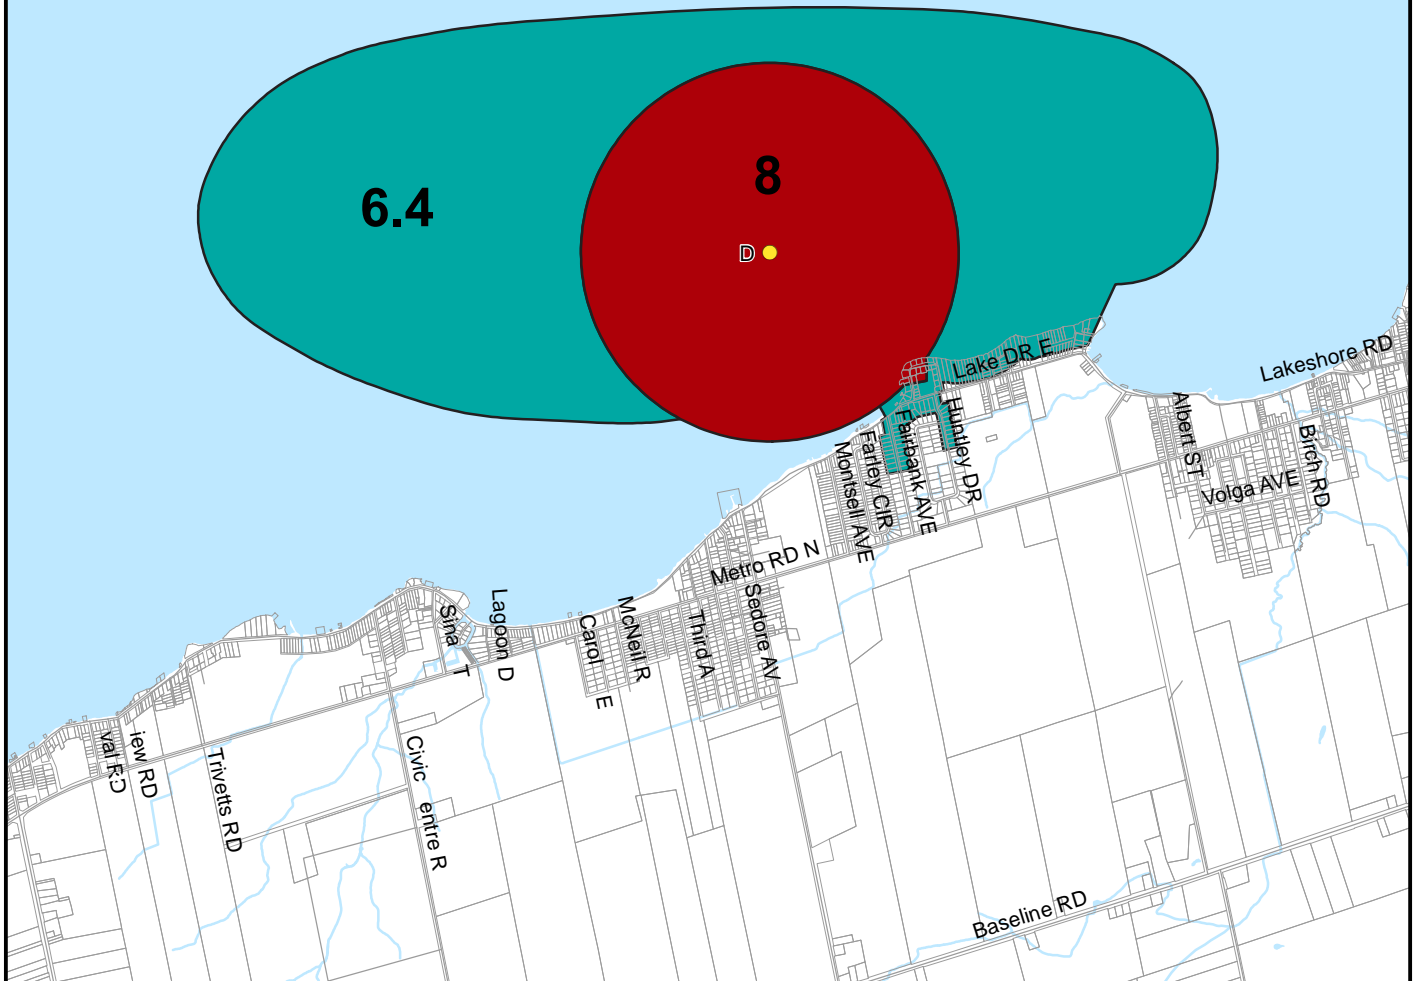 8
6.4
D
Lake DR E
Lakeshore RD
Huntley DR
Fairbank AVE
Farley CIR
Montsell AVE
Albert ST
Birch RD
Volga AVE
Metro RD N
Sedore AV
Third A
McNeil R
Carol E
Lagoon D
Sina T
val RD
iew RD
Trivetts RD
Civic entre R
Baseline RD